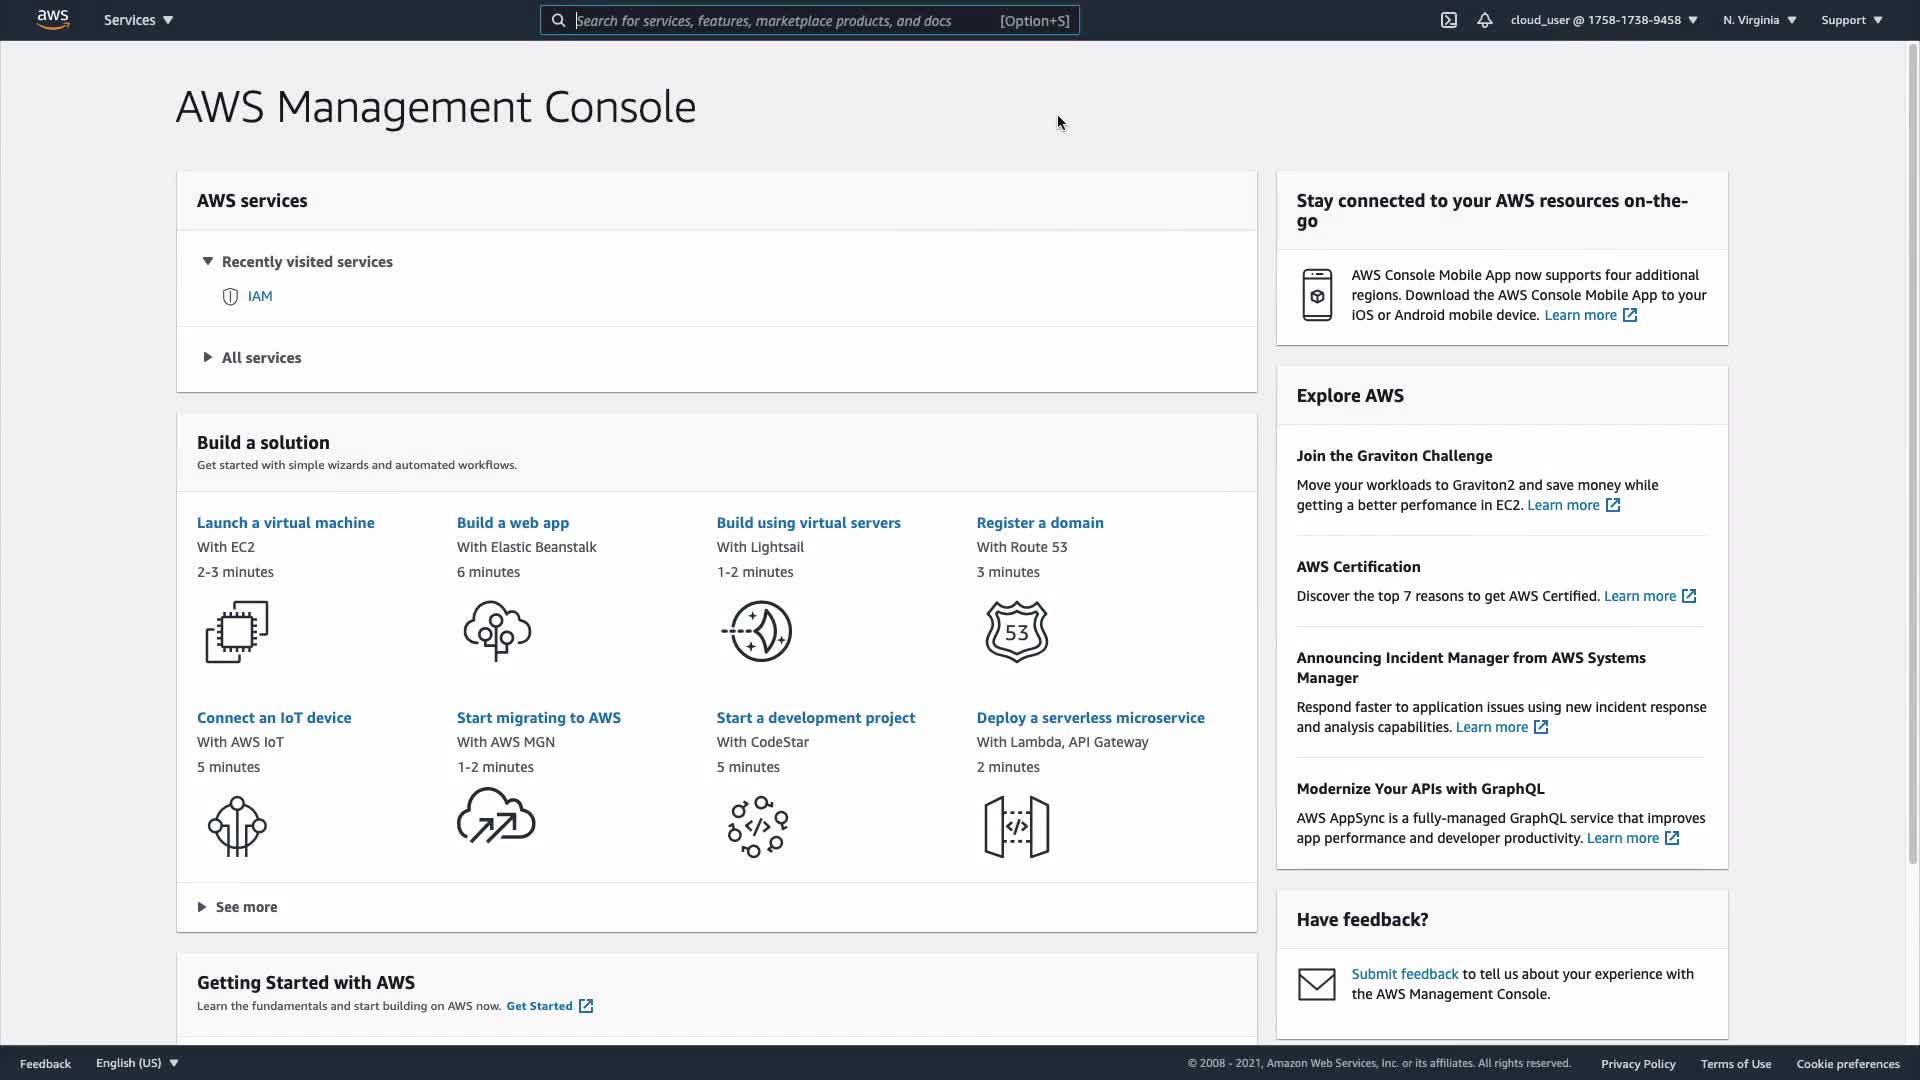 aws
Services
Search for services, features, marketplace products, and docs [Option+S]
cloud_user @ 1758-1738-9458
N. Virginia
Support
AWS Management Console
AWS services
Recently visited services
IAM
All services
Build a solution
Get started with simple wizards and automated workflows.
Launch a virtual machine
With EC2
2-3 minutes
Build a web app
With Elastic Beanstalk
6 minutes
Build using virtual servers
With Lightsail
1-2 minutes
Register a domain
With Route 53
3 minutes
53
Connect an IoT device
With AWS IoT
5 minutes
Start migrating to AWS
With AWS MGN
1-2 minutes
Start a development project
With CodeStar
5 minutes
</>
Deploy a serverless microservice
With Lambda, API Gateway
2 minutes
</>
See more
Getting Started with AWS
Learn the fundamentals and start building on AWS now. Get Started
Stay connected to your AWS resources on-the-
go
AWS Console Mobile App now supports four additional
regions. Download the AWS Console Mobile App to your
iOS or Android mobile device. Learn more
Explore AWS
Join the Graviton Challenge
Move your workloads to Graviton2 and save money while
getting a better perfomance in EC2. Learn more
AWS Certification
Discover the top 7 reasons to get AWS Certified. Learn more
Announcing Incident Manager from AWS Systems
Manager
Respond faster to application issues using new incident response
and analysis capabilities. Learn more
Modernize Your APIs with GraphQL
AWS AppSync is a fully-managed GraphQL service that improves
app performance and developer productivity. Learn more
Have feedback?
Submit feedback to tell us about your experience with
the AWS Management Console.
Feedback
English (US)
© 2008 - 2021, Amazon Web Services, Inc. or its affiliates. All rights reserved.
Privacy Policy
Terms of Use
Cookie preferences